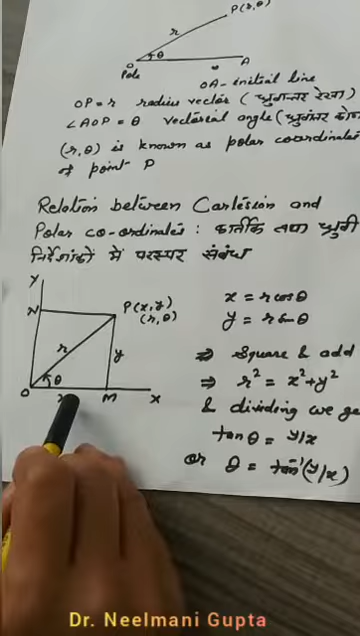 P(r,θ)
r
θ
O
Pole
A
OA - initial line
OP = r radius vector (ध्रुवान्तर रेखा)
∠AOP = θ vectorial angle (ध्रुवांतर
(r,θ) is known as polar coordinates
of point P
Relation between Cartesian and
Polar co-ordinates : कार्तीक तथा ध्रुवी
निर्देशांकों में परस्पर संबंध
Y
N
P(x,y)
(r,θ)
r
y
θ
O
x
M
X
x = r cos θ
y = r sin θ
⇒ Square & add
⇒ r² = x² + y²
& dividing we ge
tan θ = y/x
or θ = tan⁻¹(y/x)
Dr. Neelmani Gupta